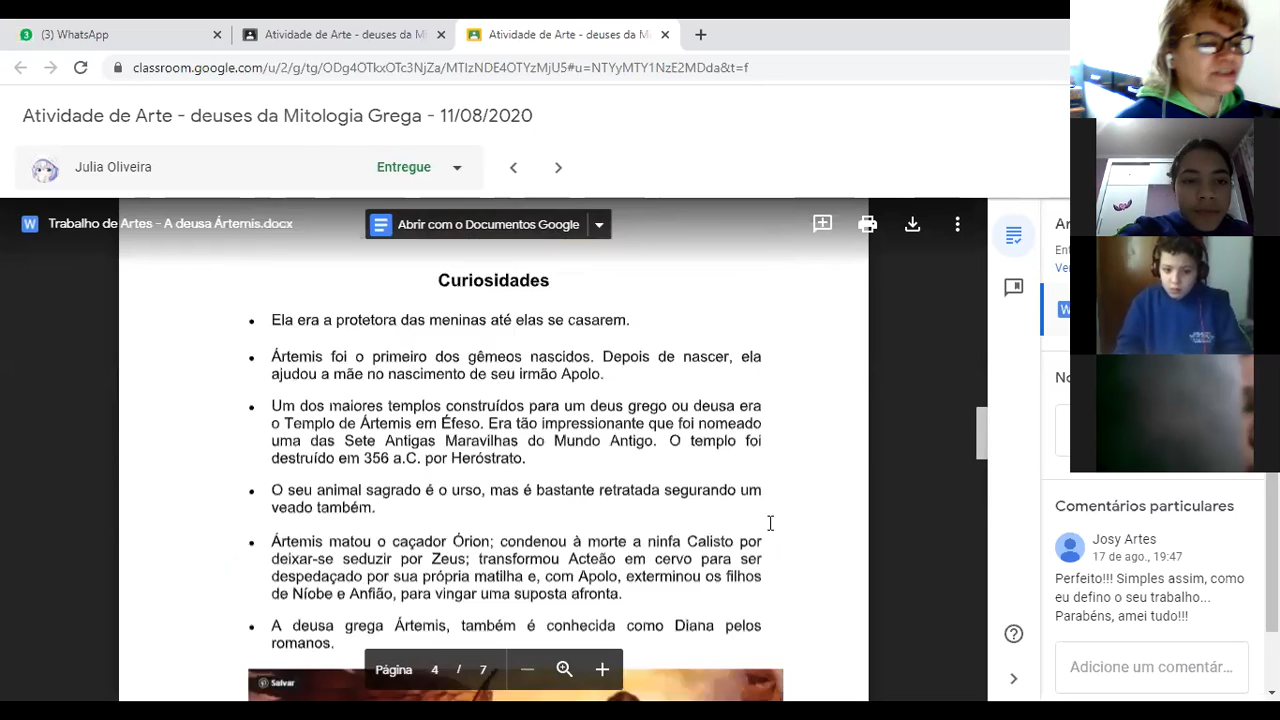 3 (3) WhatsApp
Atividade de Arte - deuses da Mi
Atividade de Arte - deuses da M
classroom.google.com/u/2/g/tg/
Atividade de Arte - deuses da Mitologia Grega - 11/08/2020
Julia Oliveira
Entregue
W Trabalho de Artes - A deusa Ártemis.docx
Abrir com o Documentos Google
Curiosidades
• Ela era a protetora das meninas até elas se casarem.
• Ártemis foi o primeiro dos gêmeos nascidos. Depois de nascer, ela
ajudou a mãe no nascimento de seu irmão Apolo.
• Um dos maiores templos construídos para um deus grego ou deusa era
o Templo de Ártemis em Éfeso. Era tão impressionante que foi nomeado
uma das Sete Antigas Maravilhas do Mundo Antigo. O templo foi
destruído em 356 a.C. por Heróstrato.
• O seu animal sagrado é o urso, mas é bastante retratada segurando um
veado também.
• Ártemis matou o caçador Órion; condenou à morte a ninfa Calisto por
deixar-se seduzir por Zeus; transformou Acteão em cervo para ser
despedaçado por sua própria matilha e, com Apolo, exterminou os filhos
de Níobe e Anfião, para vingar uma suposta afronta.
• A deusa grega Ártemis, também é conhecida como Diana pelos
romanos.
Salvar
Página 4 / 7
Ar
Ent
Ver
W
No
Comentários particulares
Josy Artes
17 de ago., 19:47
Perfeito!!! Simples assim, como
eu defino o seu trabalho...
Parabéns, amei tudo!!!
Adicione um comentár...